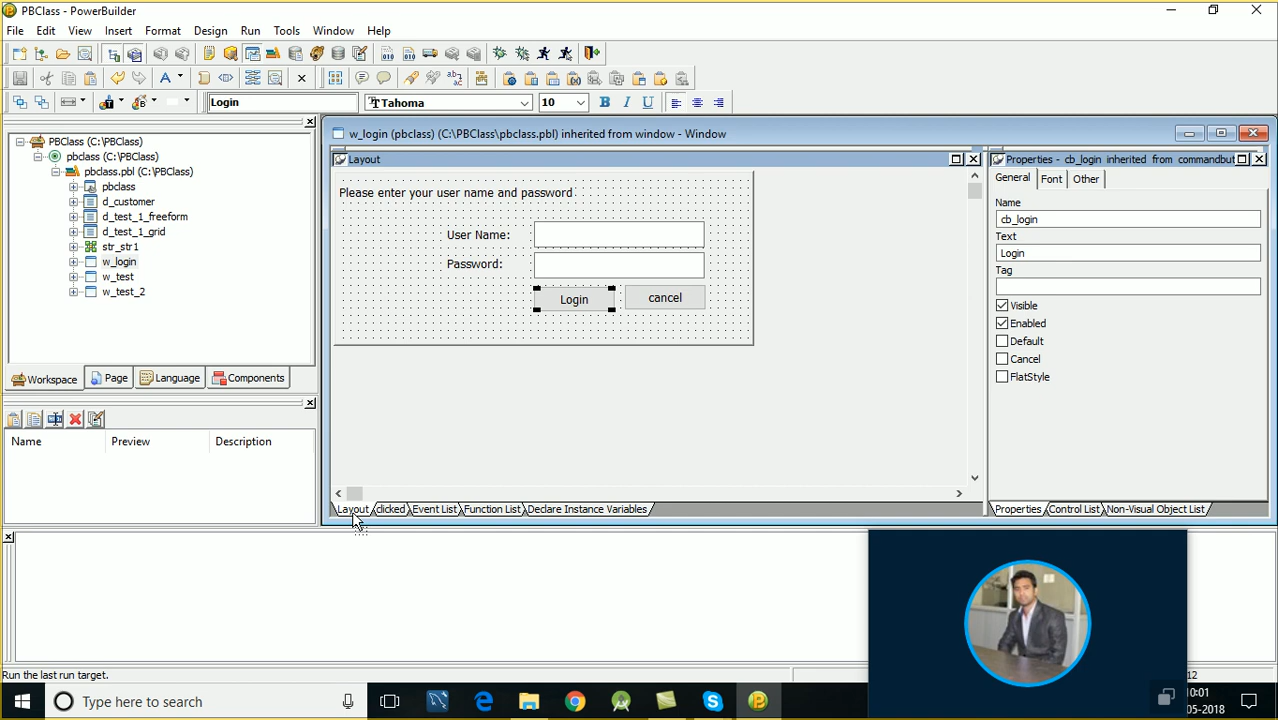 PBClass - PowerBuilder
File Edit View Insert Format Design Run Tools Window Help
Login
Tahoma
10
B I U
PBClass (C:\PBClass)
pbclass (C:\PBClass)
pbclass.pbl (C:\PBClass)
pbclass
d_customer
d_test_1_freeform
d_test_1_grid
str_str1
w_login
w_test
w_test_2
Workspace Page Language Components
Name Preview Description
w_login (pbclass) (C:\PBClass\pbclass.pbl) inherited from window - Window
Layout
Please enter your user name and password
User Name:
Password:
Login cancel
Layout clicked Event List Function List Declare Instance Variables
Properties - cb_login inherited from commandbut
General Font Other
Name
cb_login
Text
Login
Tag
Visible
Enabled
Default
Cancel
FlatStyle
Properties Control List Non-Visual Object List
Run the last run target.
Type here to search